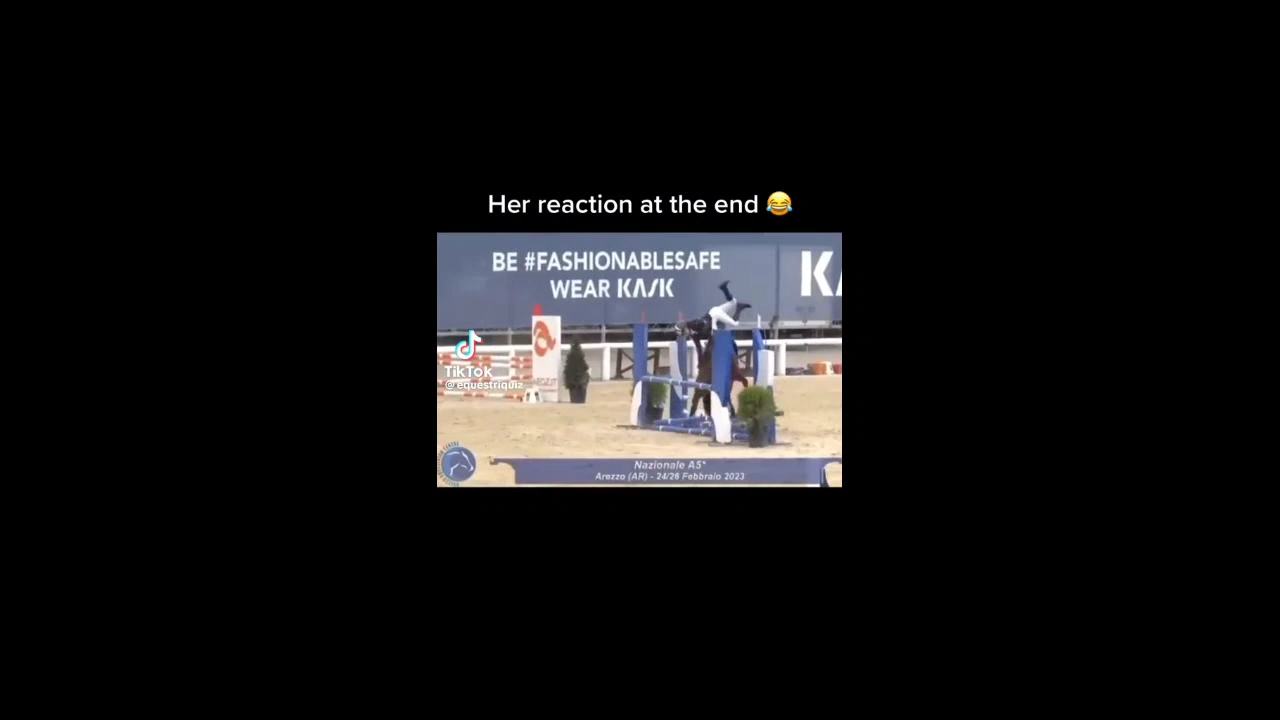 Her reaction at the end 😂
BE #FASHIONABLESAFE
WEAR KASK
KA
TikTok
@equestriquiz
Nazionale A5*
Arezzo (AR) - 24/26 Febbraio 2023